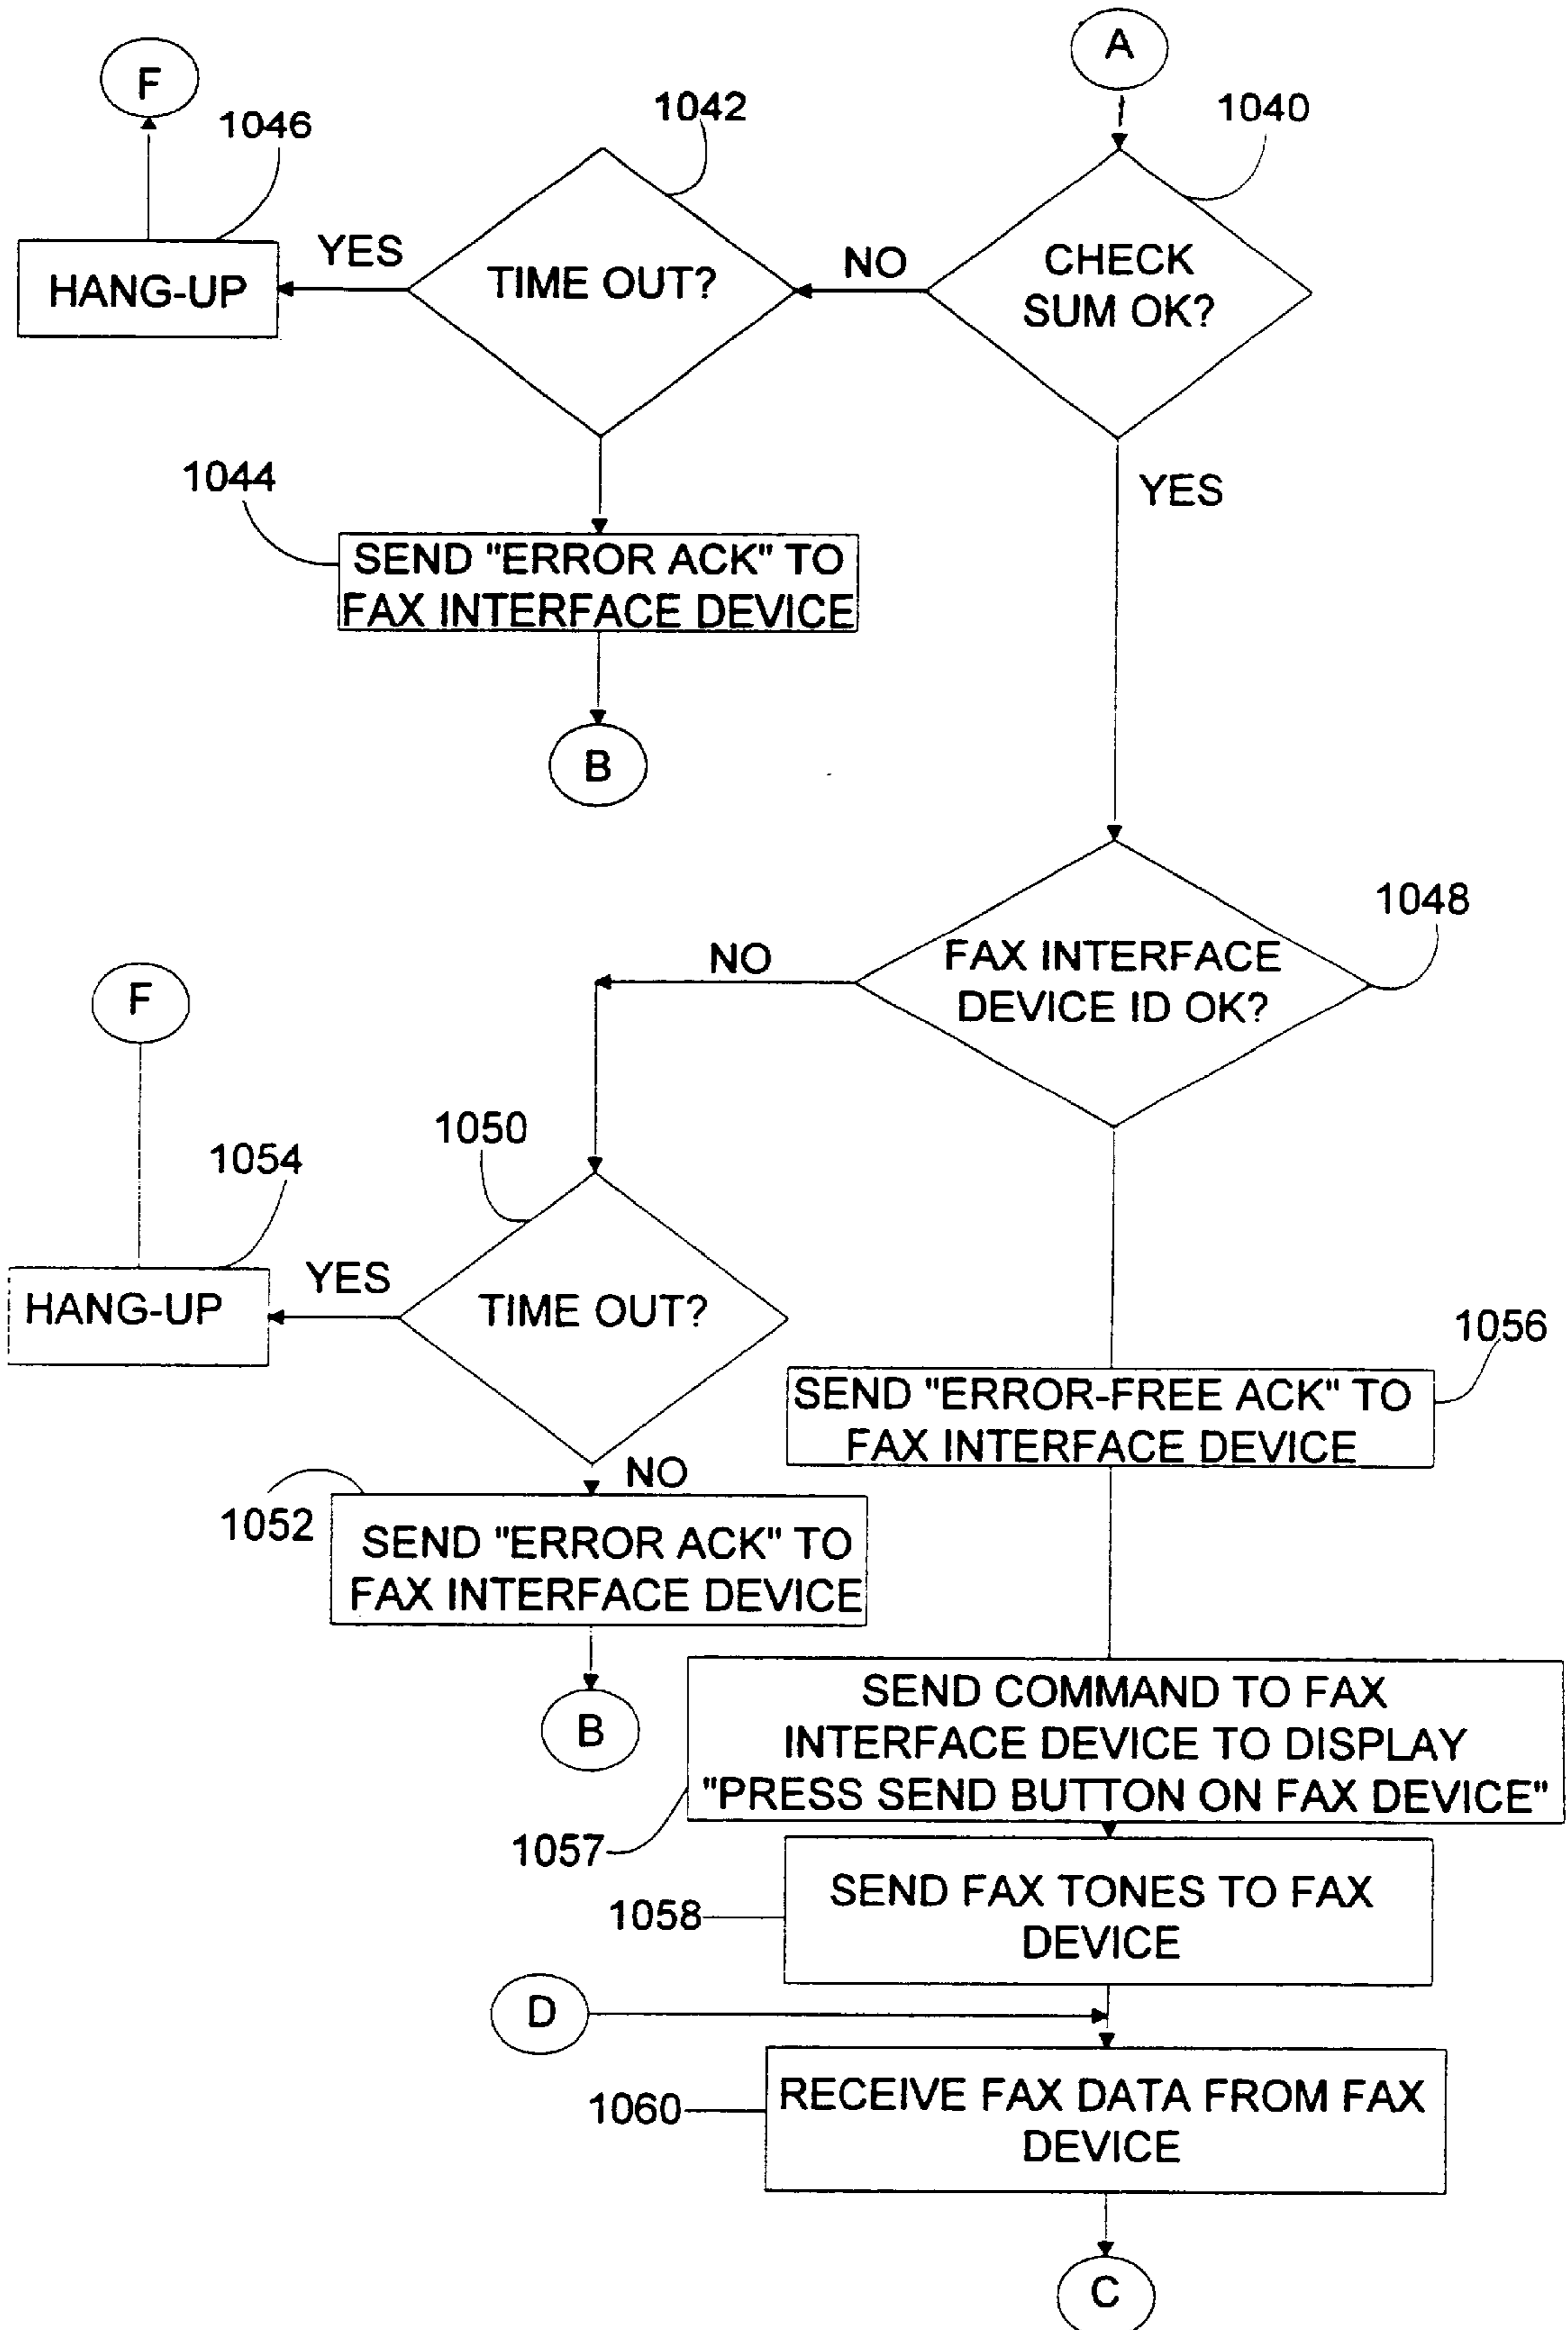 A
F
1042
1040
1046
YES
NO
CHECK
SUM OK?
TIME OUT?
HANG-UP
1044
YES
SEND "ERROR ACK" TO
FAX INTERFACE DEVICE
B
1048
NO
FAX INTERFACE
DEVICE ID OK?
F
1050
1054
YES
TIME OUT?
HANG-UP
1056
SEND "ERROR-FREE ACK" TO
FAX INTERFACE DEVICE
NO
1052
SEND "ERROR ACK" TO
FAX INTERFACE DEVICE
B
SEND COMMAND TO FAX
INTERFACE DEVICE TO DISPLAY
"PRESS SEND BUTTON ON FAX DEVICE"
1057
SEND FAX TONES TO FAX
DEVICE
1058
D
RECEIVE FAX DATA FROM FAX
DEVICE
1060
C